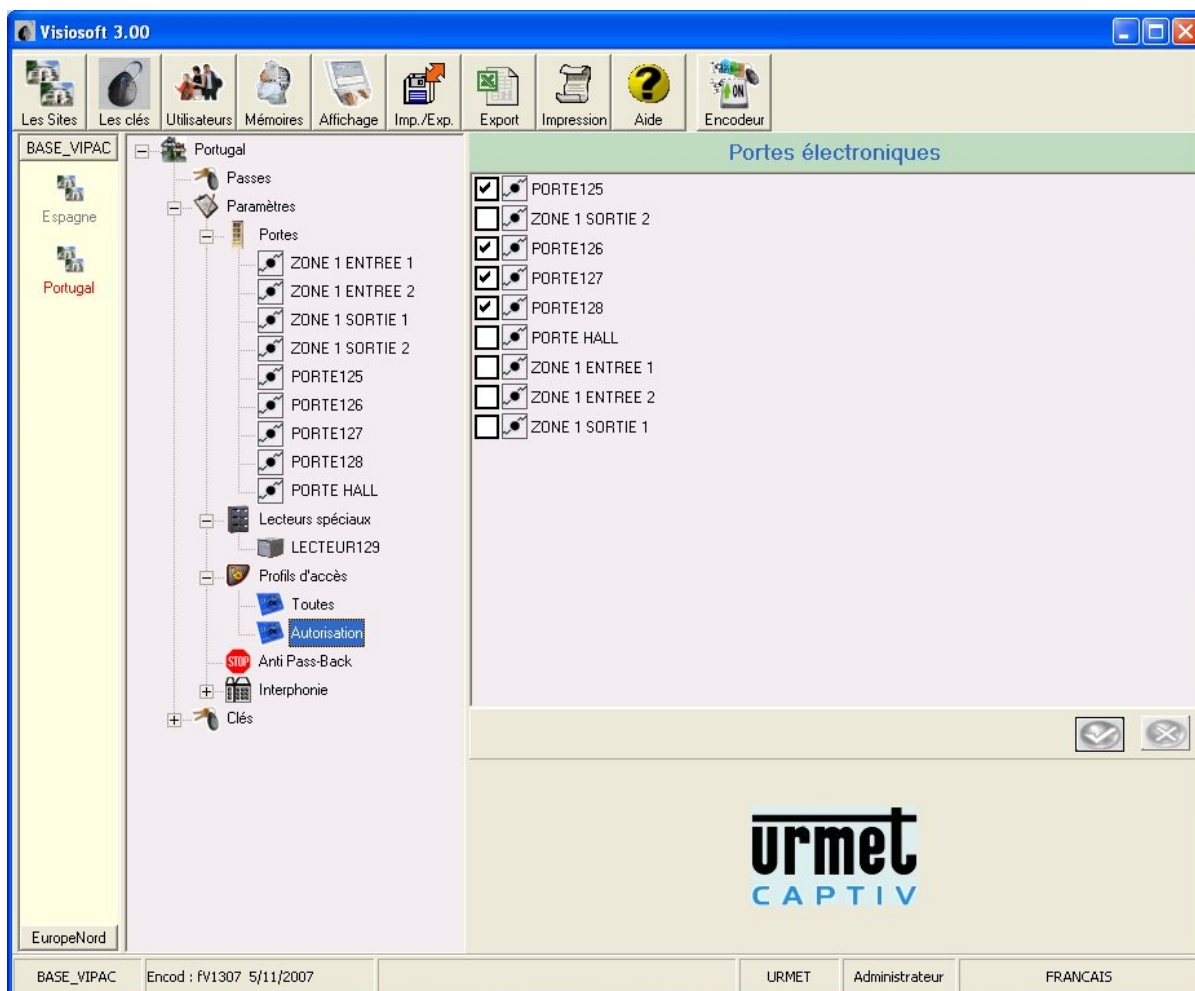 Visiosoft 3.00
Les Sites
Les clés
Utilisateurs
Mémoires
Affichage
Imp./Exp.
Export
Impression
Aide
ON
Encodeur
BASE_VIPAC
Espagne
Portugal
EuropeNord
Portugal
Passes
Paramètres
Portes
ZONE 1 ENTREE 1
ZONE 1 ENTREE 2
ZONE 1 SORTIE 1
ZONE 1 SORTIE 2
PORTE125
PORTE126
PORTE127
PORTE128
PORTE HALL
Lecteurs spéciaux
LECTEUR129
Profils d'accès
Toutes
Autorisation
STOP Anti Pass-Back
Interphonie
Clés
Portes électroniques
PORTE125
ZONE 1 SORTIE 2
PORTE126
PORTE127
PORTE128
PORTE HALL
ZONE 1 ENTREE 1
ZONE 1 ENTREE 2
ZONE 1 SORTIE 1
urmet
CAPTIV
BASE_VIPAC
Encod : fV1307 5/11/2007
URMET
Administrateur
FRANCAIS